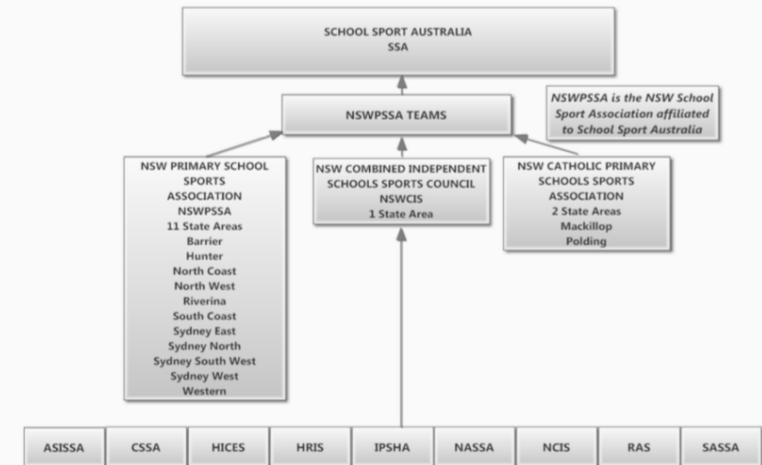 SCHOOL SPORT AUSTRALIA
SSA
NSWPSSA TEAMS
NSWPSSA is the NSW School
Sport Association affiliated
to School Sport Australia
NSW PRIMARY SCHOOL
SPORTS
ASSOCIATION
NSWPSSA
11 State Areas
Barrier
Hunter
North Coast
North West
Riverina
South Coast
Sydney East
Sydney North
Sydney South West
Sydney West
Western
NSW COMBINED INDEPENDENT
SCHOOLS SPORTS COUNCIL
NSWCIS
1 State Area
NSW CATHOLIC PRIMARY
SCHOOLS SPORTS
ASSOCIATION
2 State Areas
Mackillop
Polding
ASISSA
CSSA
HICES
HRIS
IPSHA
NASSA
NCIS
RAS
SASSA